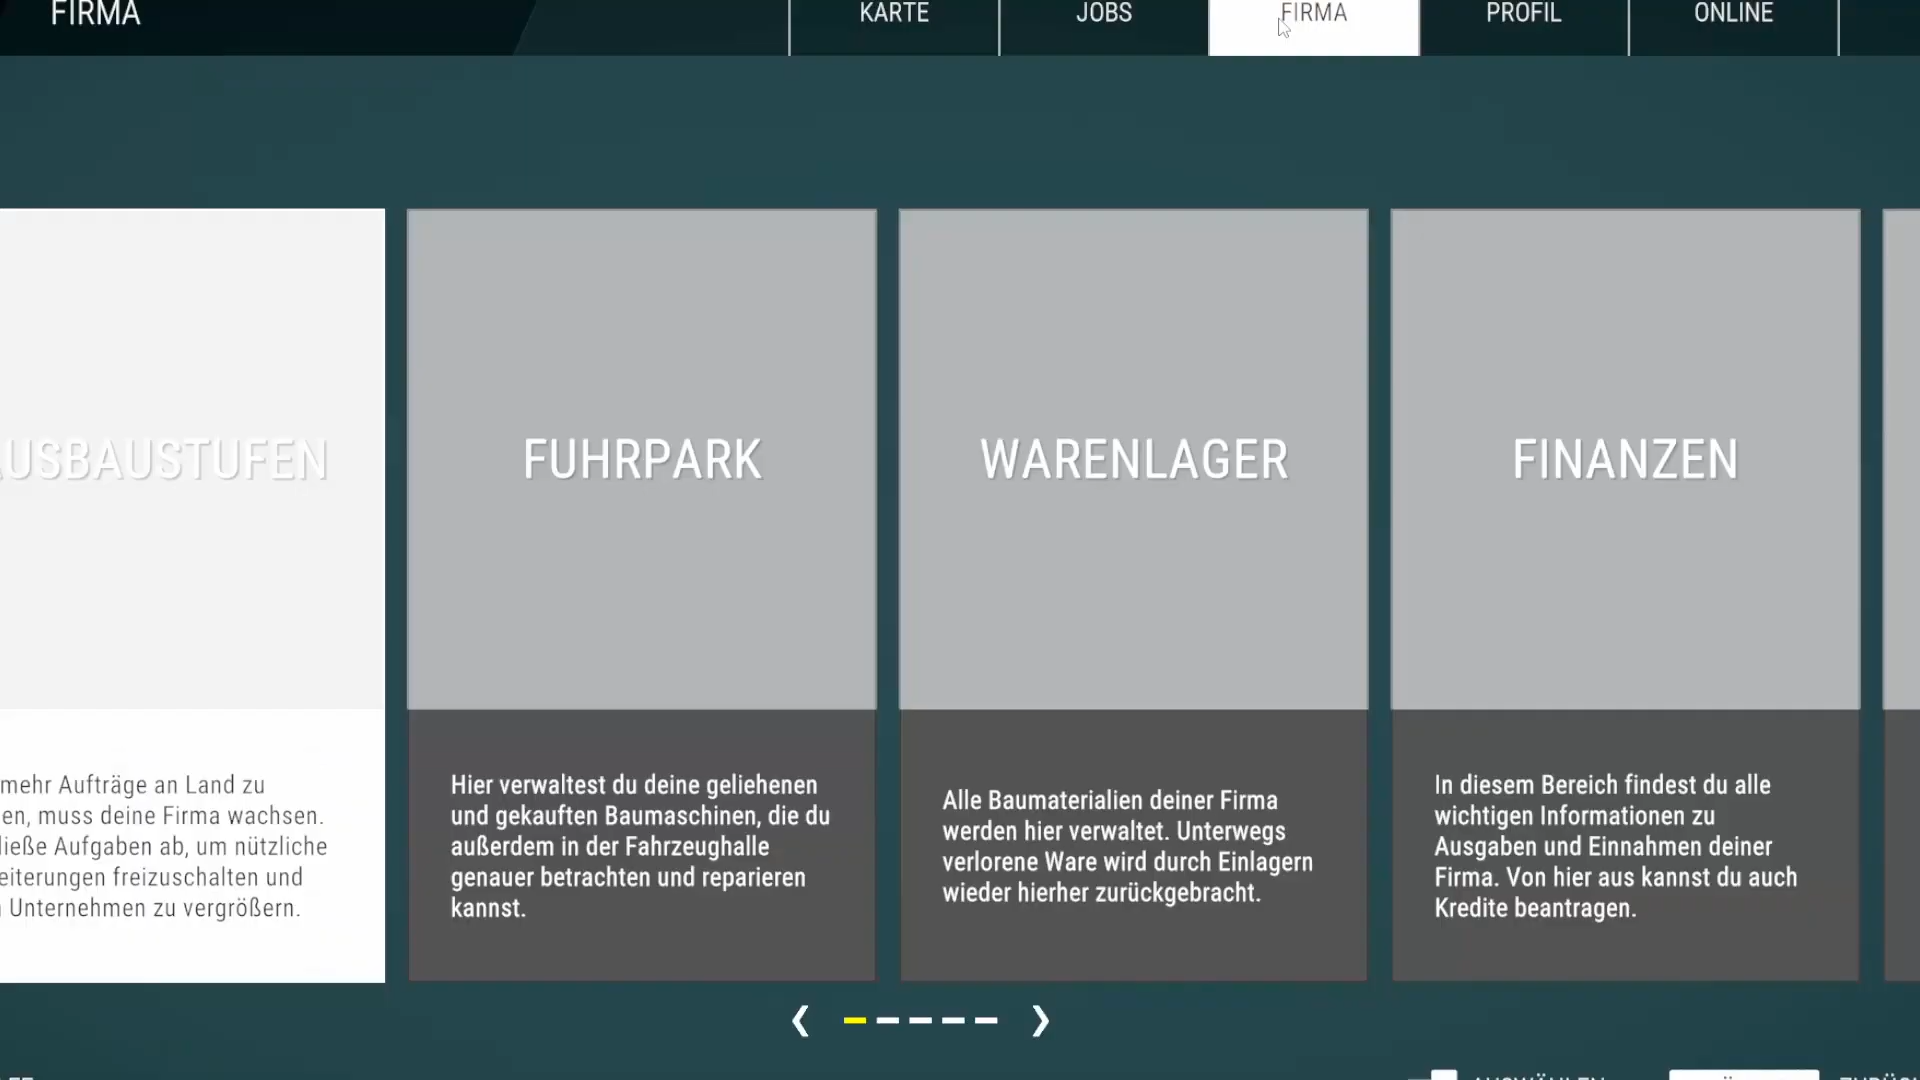 FIRMA
KARTE
JOBS
FIRMA
PROFIL
ONLINE
USBAUSTUFEN
mehr Aufträge an Land zu
en, muss deine Firma wachsen.
ließe Aufgaben ab, um nützliche
eiterungen freizuschalten und
Unternehmen zu vergrößern.
FUHRPARK
Hier verwaltest du deine geliehenen
und gekauften Baumaschinen, die du
außerdem in der Fahrzeughalle
genauer betrachten und reparieren
kannst.
WARENLAGER
Alle Baumaterialien deiner Firma
werden hier verwaltet. Unterwegs
verlorene Ware wird durch Einlagern
wieder hierher zurückgebracht.
FINANZEN
In diesem Bereich findest du alle
wichtigen Informationen zu
Ausgaben und Einnahmen deiner
Firma. Von hier aus kannst du auch
Kredite beantragen.
AUSWÄHLEN